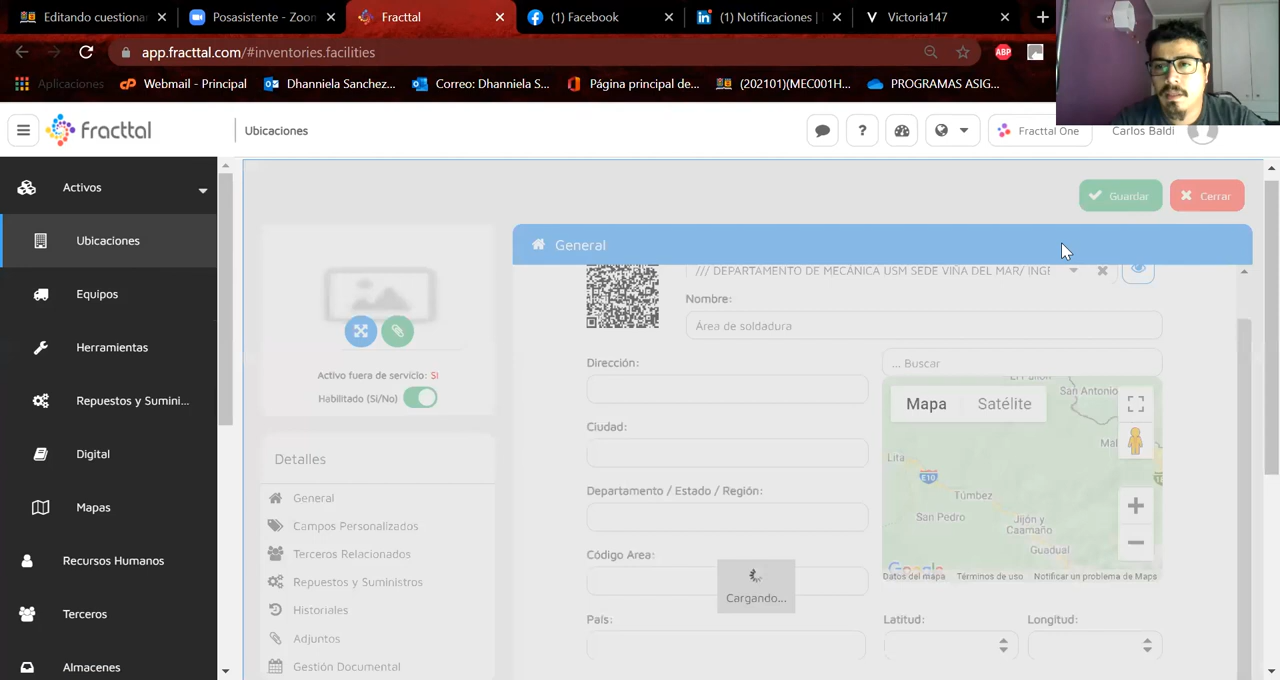 Editando cuestionar
Posasistente - Zoom
Fracttal
(1) Facebook
(1) Notificaciones |
Victoria147
app.fracttal.com/#inventories.facilities
ABP
Aplicaciones
Webmail - Principal
Dhanniela Sanchez...
Correo: Dhanniela S...
Página principal de...
(202101)(MEC001H...
PROGRAMAS ASIG...
fracttal
Ubicaciones
?
Fracttal One
Carlos Baldi
Activos
Ubicaciones
Equipos
Herramientas
Repuestos y Sumini...
Digital
Mapas
Recursos Humanos
Terceros
Almacenes
Guardar
Cerrar
General
/// DEPARTAMENTO DE MECÁNICA USM SEDE VIÑA DEL MAR/ INGE
Nombre:
Área de soldadura
Activo fuera de servicio: SI
Habilitado (Si/No)
Detalles
General
Campos Personalizados
Terceros Relacionados
Repuestos y Suministros
Historiales
Adjuntos
Gestión Documental
Dirección:
Ciudad:
Departamento / Estado / Región:
Código Area:
País:
Cargando...
... Buscar
Mapa
Satélite
San Antonio
Lita
E10
Túmbez
San Pedro
Jijón y
Caamaño
Guadual
Google
Datos del mapa
Términos de uso
Notificar un problema de Maps
Latitud:
Longitud: